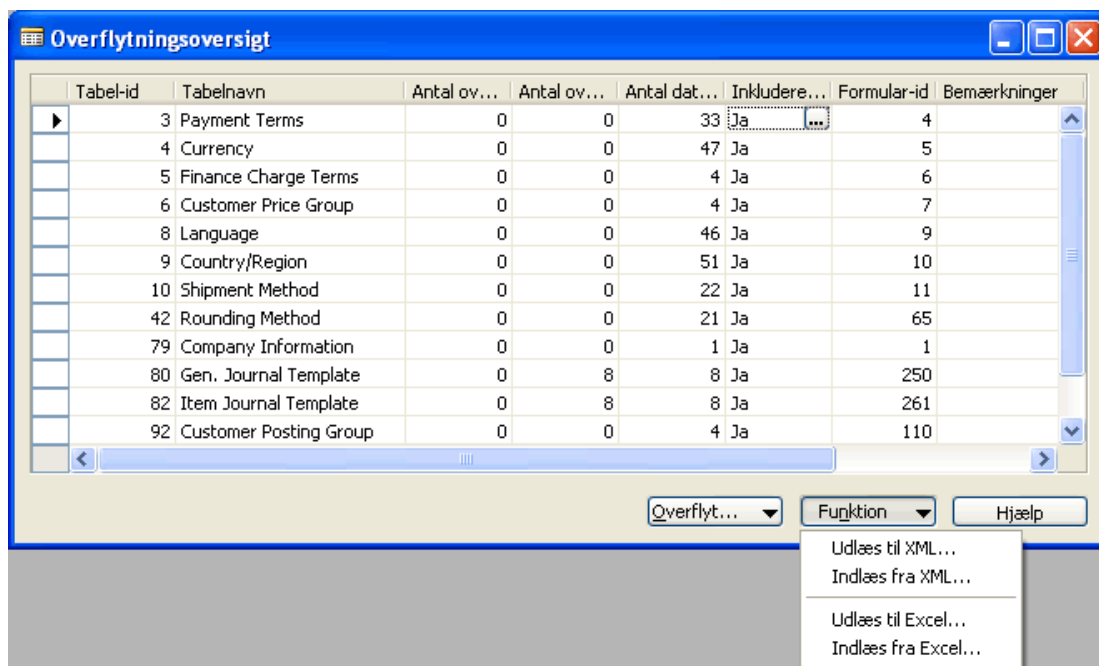 Overflytningsoversigt
Tabel-id Tabelnavn Antal ov... Antal ov... Antal dat... Inkludere... Formular-id Bemærkninger
3 Payment Terms 0 0 33 Ja ... 4
4 Currency 0 0 47 Ja 5
5 Finance Charge Terms 0 0 4 Ja 6
6 Customer Price Group 0 0 4 Ja 7
8 Language 0 0 46 Ja 9
9 Country/Region 0 0 51 Ja 10
10 Shipment Method 0 0 22 Ja 11
42 Rounding Method 0 0 21 Ja 65
79 Company Information 0 0 1 Ja 1
80 Gen. Journal Template 0 8 8 Ja 250
82 Item Journal Template 0 8 8 Ja 261
92 Customer Posting Group 0 0 4 Ja 110
Overflyt... Funktion Hjælp
Udlæs til XML...
Indlæs fra XML...
Udlæs til Excel...
Indlæs fra Excel...